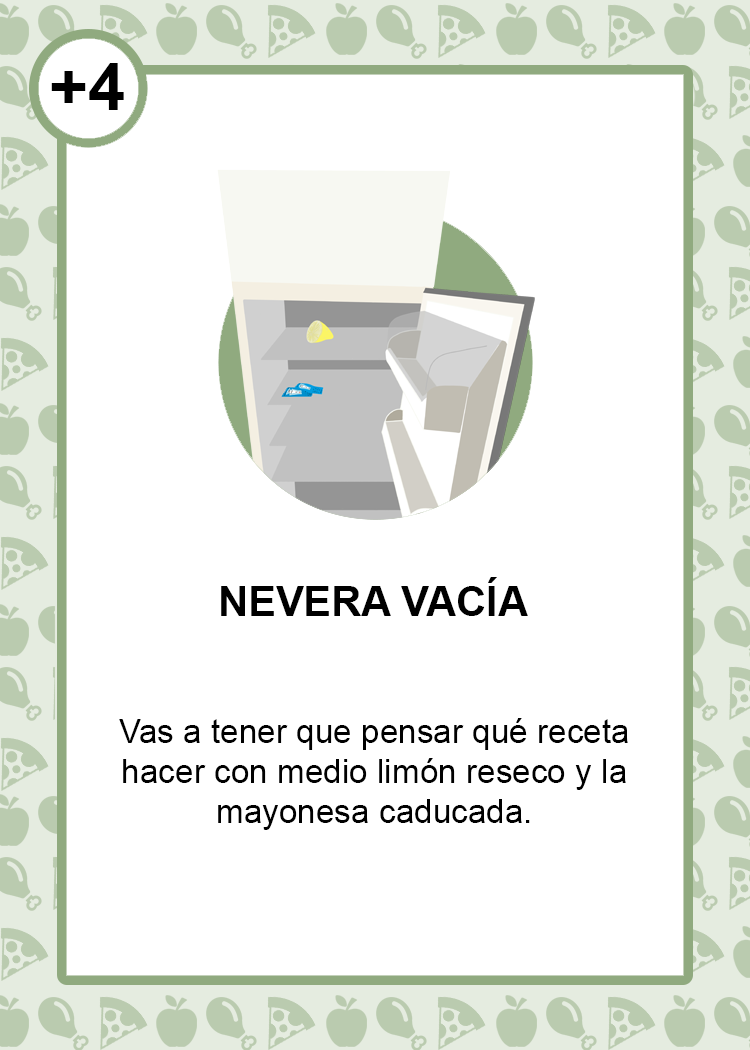 +4
NEVERA VACÍA
Vas a tener que pensar qué receta
hacer con medio limón reseco y la
mayonesa caducada.